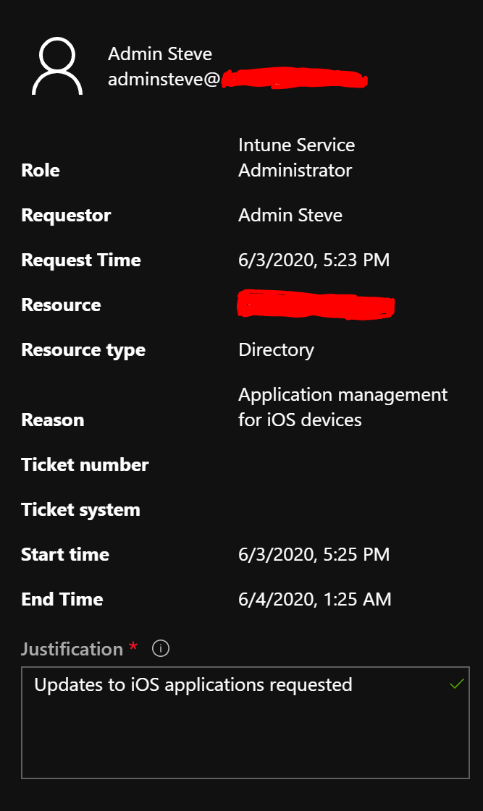 Admin Steve
adminsteve@
Role
Intune Service
Administrator
Requestor
Admin Steve
Request Time
6/3/2020, 5:23 PM
Resource
Resource type
Directory
Reason
Application management
for iOS devices
Ticket number
Ticket system
Start time
6/3/2020, 5:25 PM
End Time
6/4/2020, 1:25 AM
Justification *
Updates to iOS applications requested